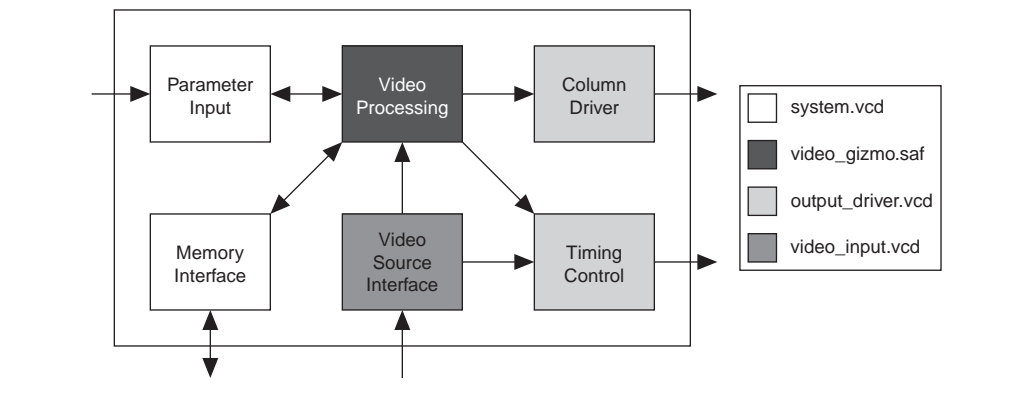 Parameter
Input
Video
Processing
Column
Driver
Memory
Interface
Video
Source
Interface
Timing
Control
system.vcd
video_gizmo.saf
output_driver.vcd
video_input.vcd